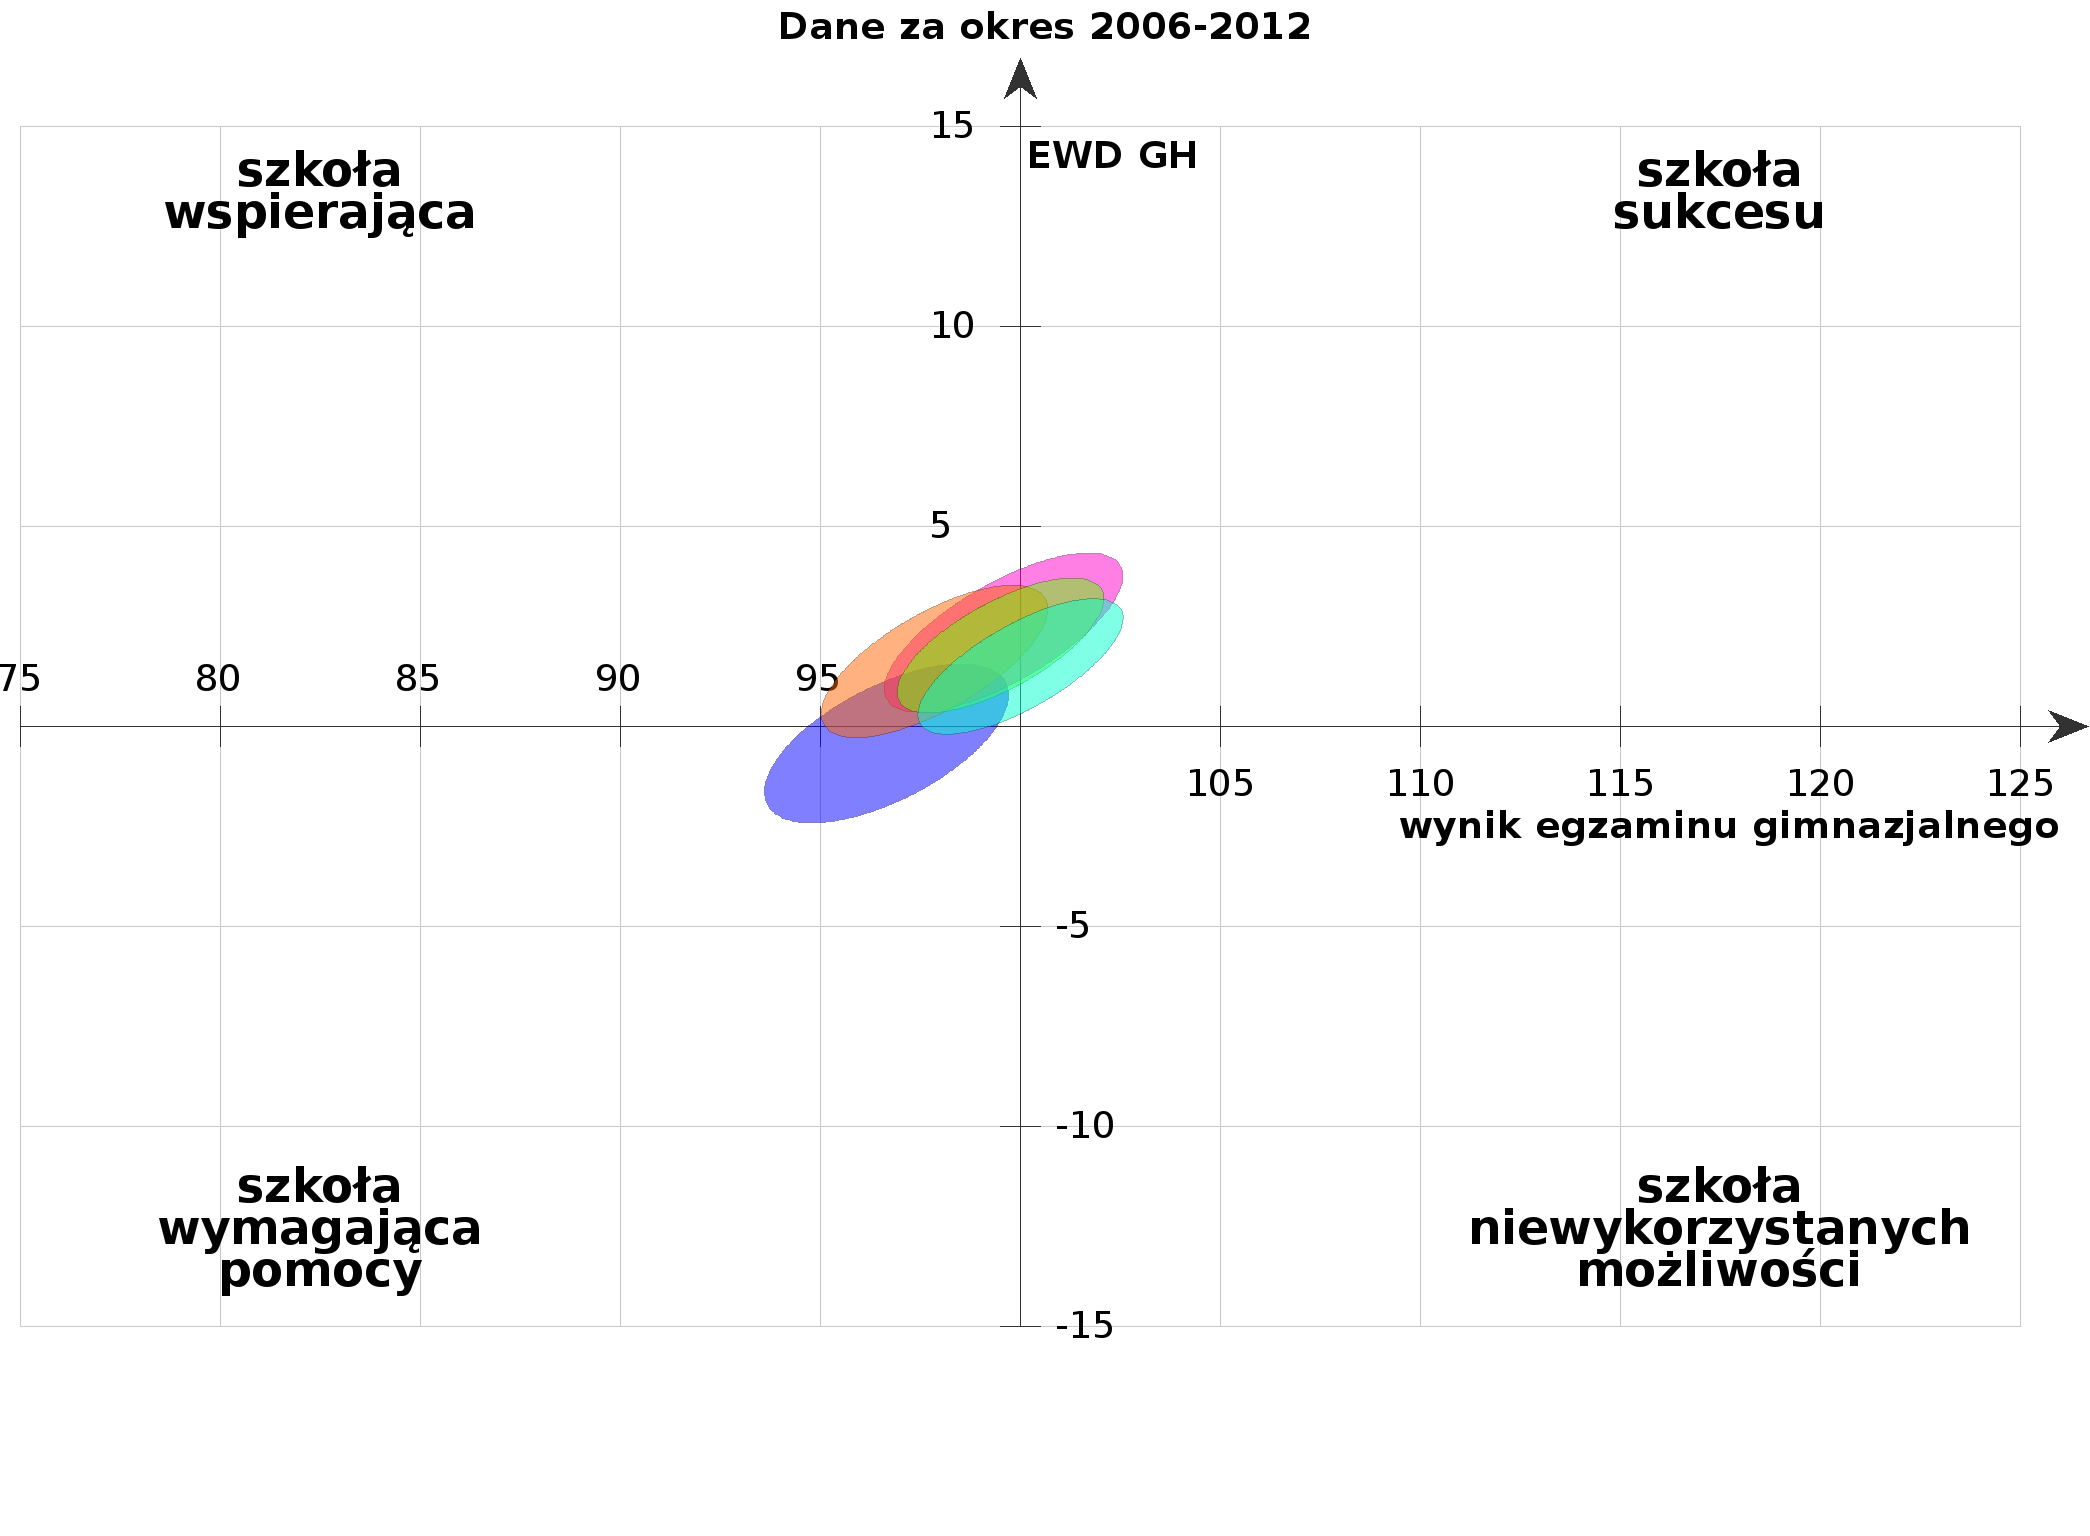 Dane za okres 2006-2012
15
EWD GH
szkoła
wspierająca
szkoła
sukcesu
10
5
75 80 85 90 95
105 110 115 120 125
wynik egzaminu gimnazjalnego
-5
-10
szkoła
wymagająca
pomocy
szkoła
niewykorzystanych
możliwości
-15